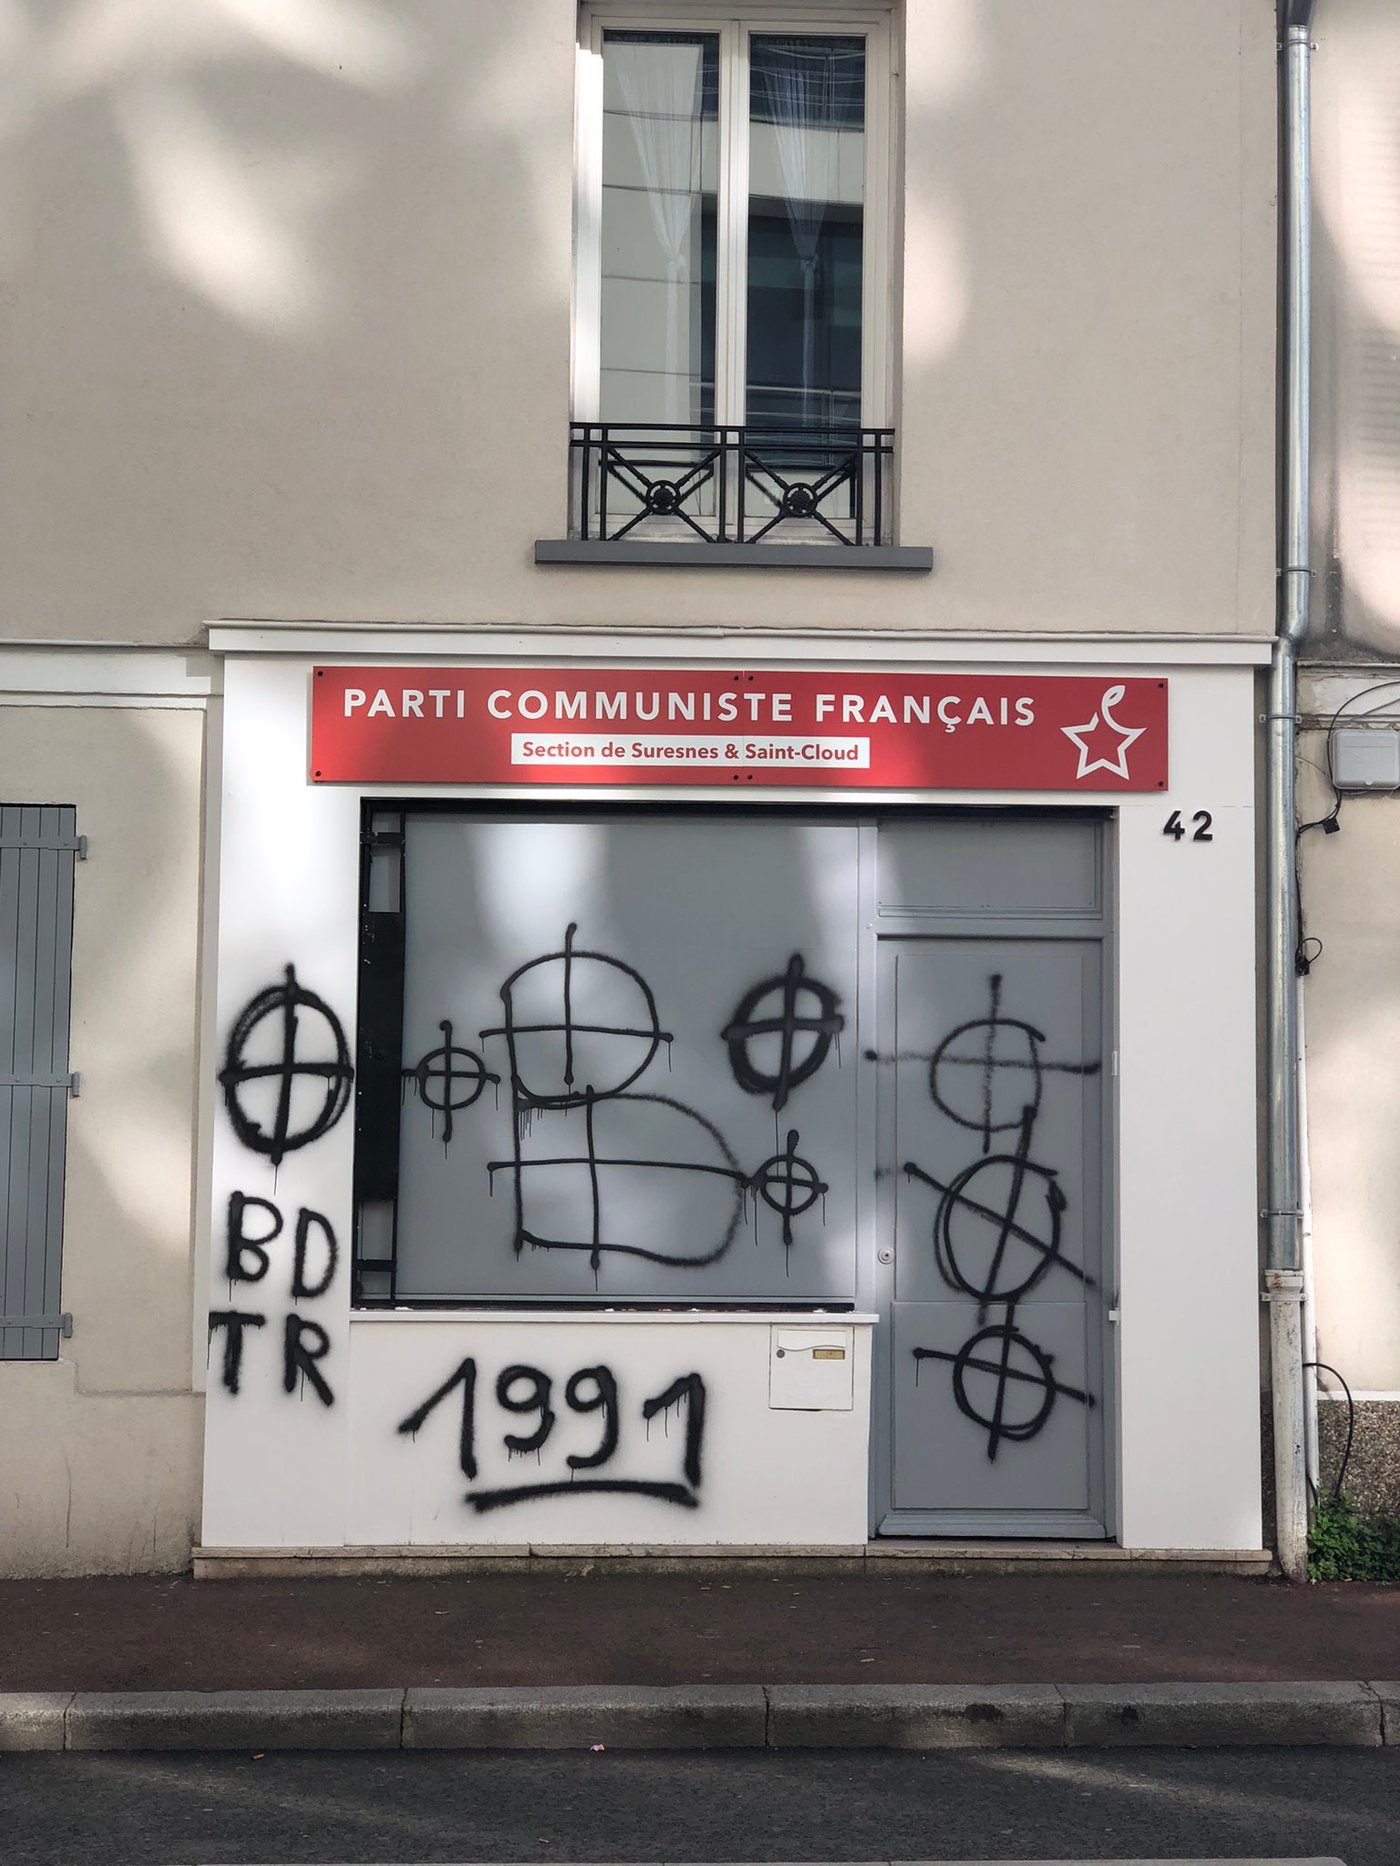 PARTI COMMUNISTE FRANÇAIS
Section de Suresnes & Saint-Cloud
42
BD
TR
1991